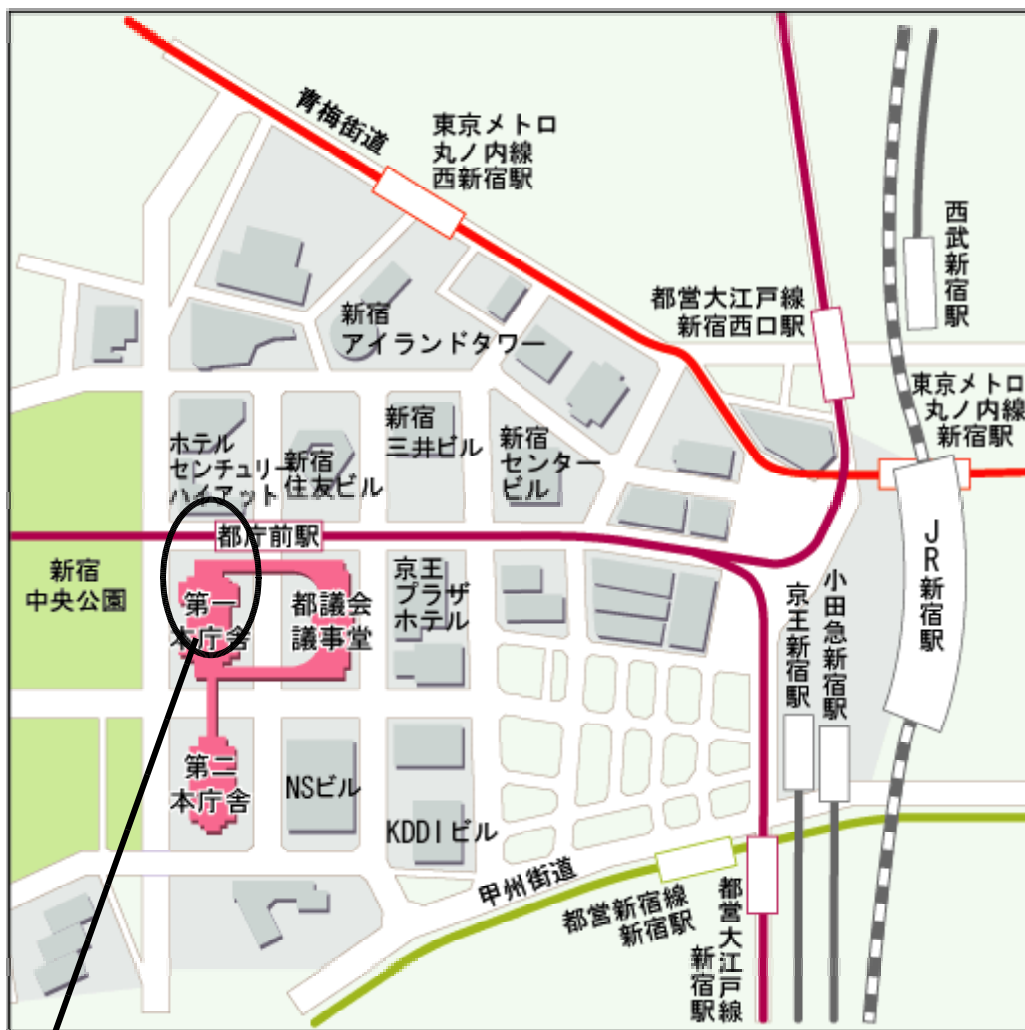 青梅街道
東京メトロ
丸ノ内線
西新宿駅
西武新宿駅
都営大江戸線
新宿西口駅
新宿
アイランドタワー
東京メトロ
丸ノ内線
新宿駅
ホテル
センチュリー
ハイアット
新宿
住友ビル
新宿
三井ビル
新宿
センター
ビル
都庁前駅
JR新宿駅
新宿
中央公園
第一
本庁舎
都議会
議事堂
京王
プラザ
ホテル
京王新宿駅
小田急新宿駅
第二
本庁舎
NSビル
KDDIビル
甲州街道
都営新宿線
新宿駅
都営大江戸線
新宿駅